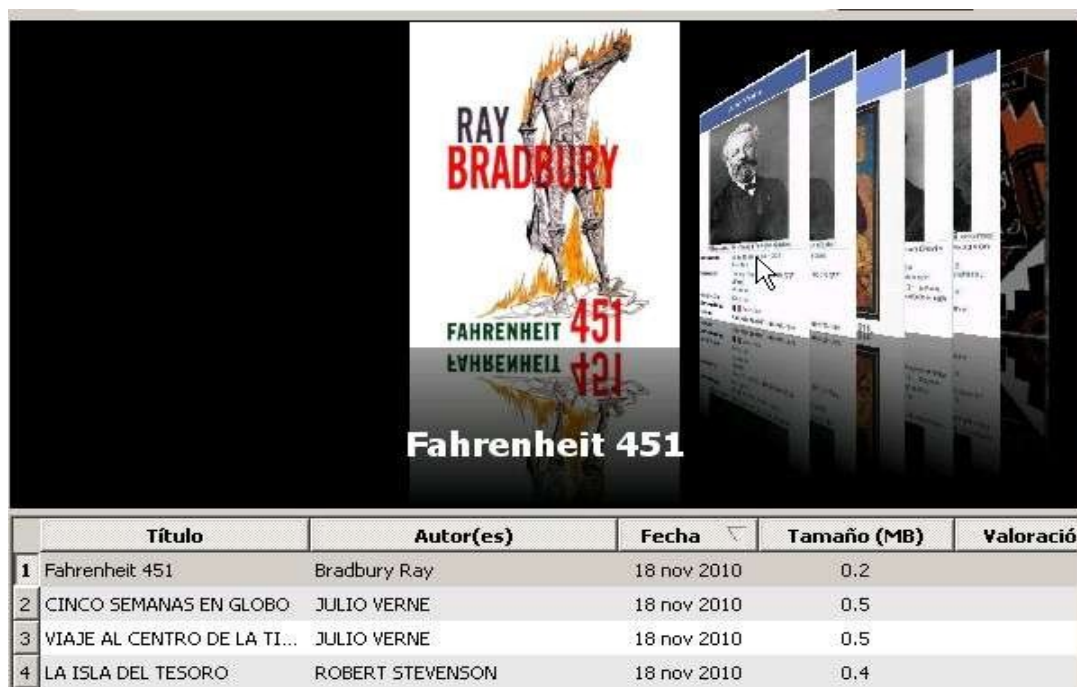 RAY
BRADBURY
FAHRENHEIT 451
Fahrenheit 451
Título Autor(es) Fecha Tamaño (MB) Valoració
1 Fahrenheit 451 Bradbury Ray 18 nov 2010 0.2
2 CINCO SEMANAS EN GLOBO JULIO VERNE 18 nov 2010 0.5
3 VIAJE AL CENTRO DE LA TI... JULIO VERNE 18 nov 2010 0.5
4 LA ISLA DEL TESORO ROBERT STEVENSON 18 nov 2010 0.4